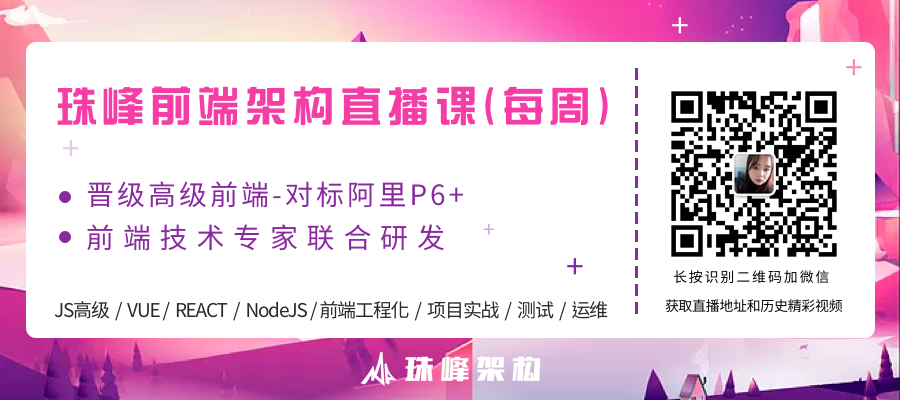 珠峰前端架构直播课(每周)
晋级高级前端-对标阿里P6+
前端技术专家联合研发
JS高级 / VUE / REACT / NodeJS / 前端工程化 / 项目实战 / 测试 / 运维
长按识别二维码加微信
获取直播地址和历史精彩视频
珠峰架构